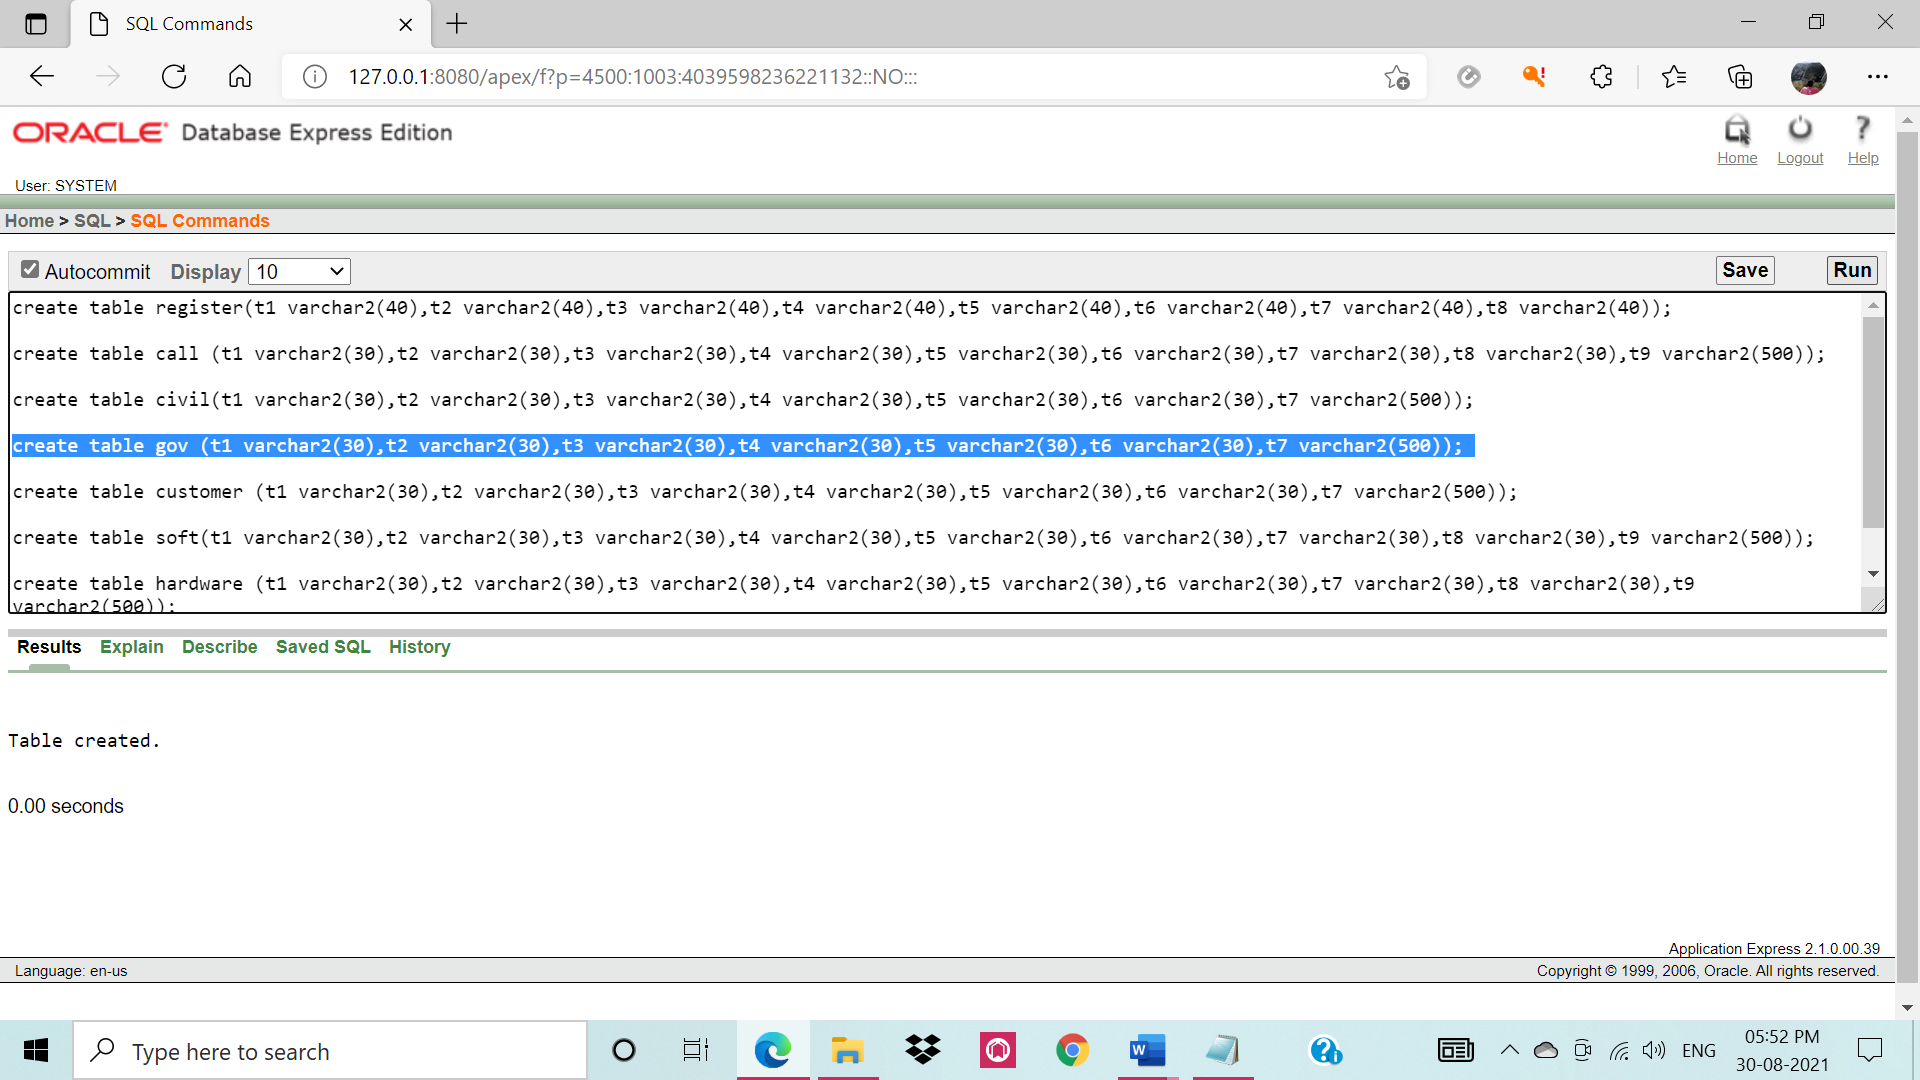 SQL Commands
127.0.0.1:8080/apex/f?p=4500:1003:4039598236221132::NO:::
ORACLE Database Express Edition
Home Logout Help
User: SYSTEM
Home > SQL > SQL Commands
Autocommit Display 10 Save Run
create table register(t1 varchar2(40),t2 varchar2(40),t3 varchar2(40),t4 varchar2(40),t5 varchar2(40),t6 varchar2(40),t7 varchar2(40),t8 varchar2(40));
create table call (t1 varchar2(30),t2 varchar2(30),t3 varchar2(30),t4 varchar2(30),t5 varchar2(30),t6 varchar2(30),t7 varchar2(30),t8 varchar2(30),t9 varchar2(500));
create table civil(t1 varchar2(30),t2 varchar2(30),t3 varchar2(30),t4 varchar2(30),t5 varchar2(30),t6 varchar2(30),t7 varchar2(500));
create table gov (t1 varchar2(30),t2 varchar2(30),t3 varchar2(30),t4 varchar2(30),t5 varchar2(30),t6 varchar2(30),t7 varchar2(500));
create table customer (t1 varchar2(30),t2 varchar2(30),t3 varchar2(30),t4 varchar2(30),t5 varchar2(30),t6 varchar2(30),t7 varchar2(500));
create table soft(t1 varchar2(30),t2 varchar2(30),t3 varchar2(30),t4 varchar2(30),t5 varchar2(30),t6 varchar2(30),t7 varchar2(30),t8 varchar2(30),t9 varchar2(500));
create table hardware (t1 varchar2(30),t2 varchar2(30),t3 varchar2(30),t4 varchar2(30),t5 varchar2(30),t6 varchar2(30),t7 varchar2(30),t8 varchar2(30),t9
varchar2(500));
Results Explain Describe Saved SQL History
Table created.
0.00 seconds
Application Express 2.1.0.00.39
Language: en-us Copyright © 1999, 2006, Oracle. All rights reserved.
Type here to search
ENG
05:52 PM
30-08-2021